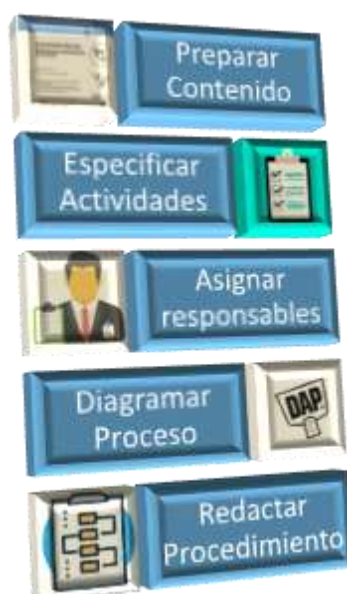 Preparar
Contenido
Especificar
Actividades
Asignar
responsables
Diagramar
Proceso
DAP
Redactar
Procedimiento